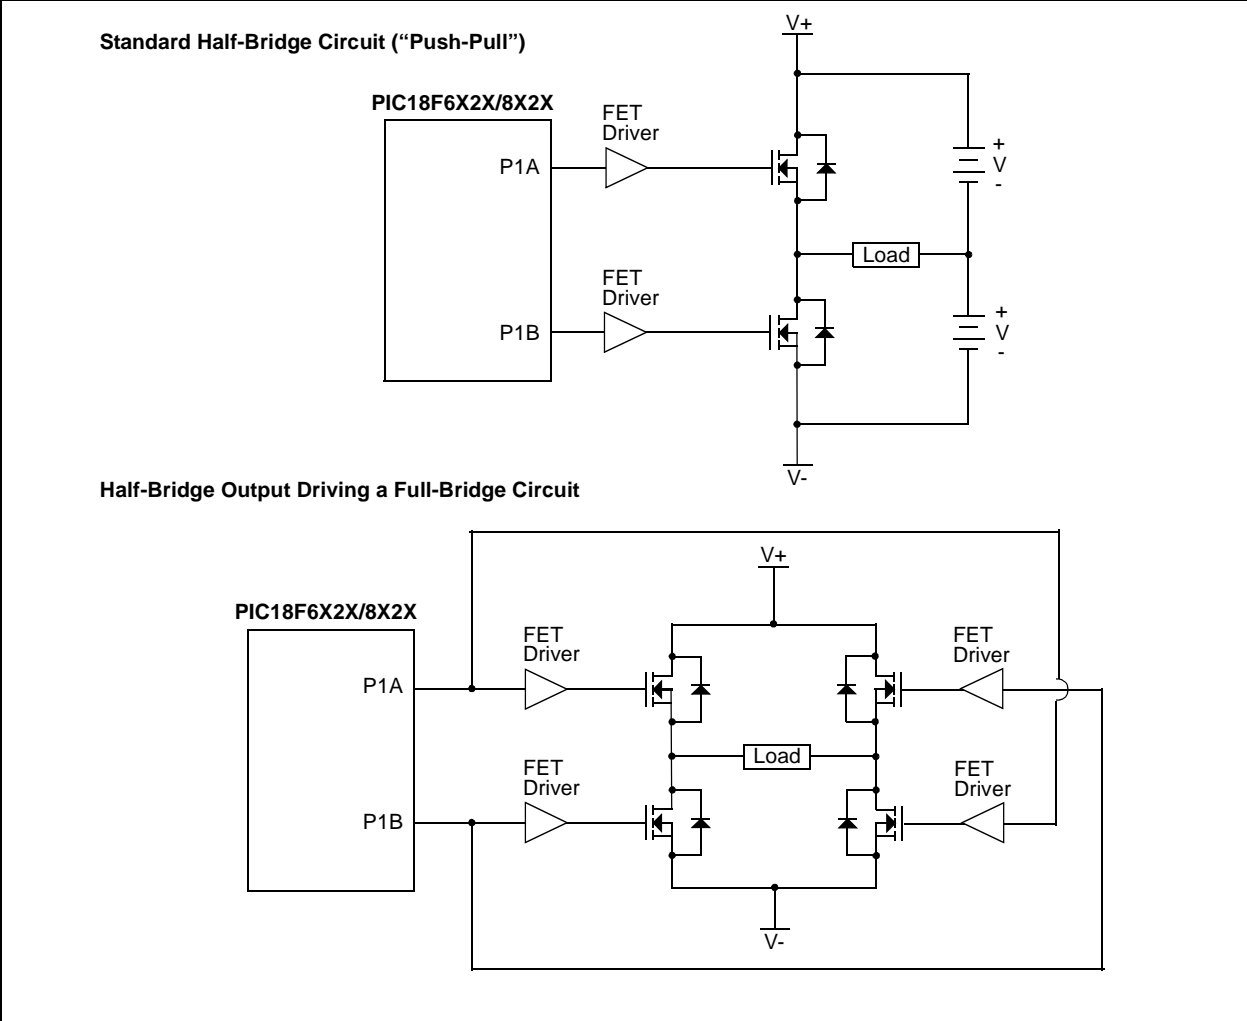 V+
Standard Half-Bridge Circuit (“Push-Pull”)
PIC18F6X2X/8X2X
FET
Driver
P1A
+
V
-
Load
FET
Driver
P1B
+
V
-
V-
Half-Bridge Output Driving a Full-Bridge Circuit
V+
PIC18F6X2X/8X2X
FET
Driver
FET
Driver
P1A
Load
FET
Driver
FET
Driver
P1B
V-